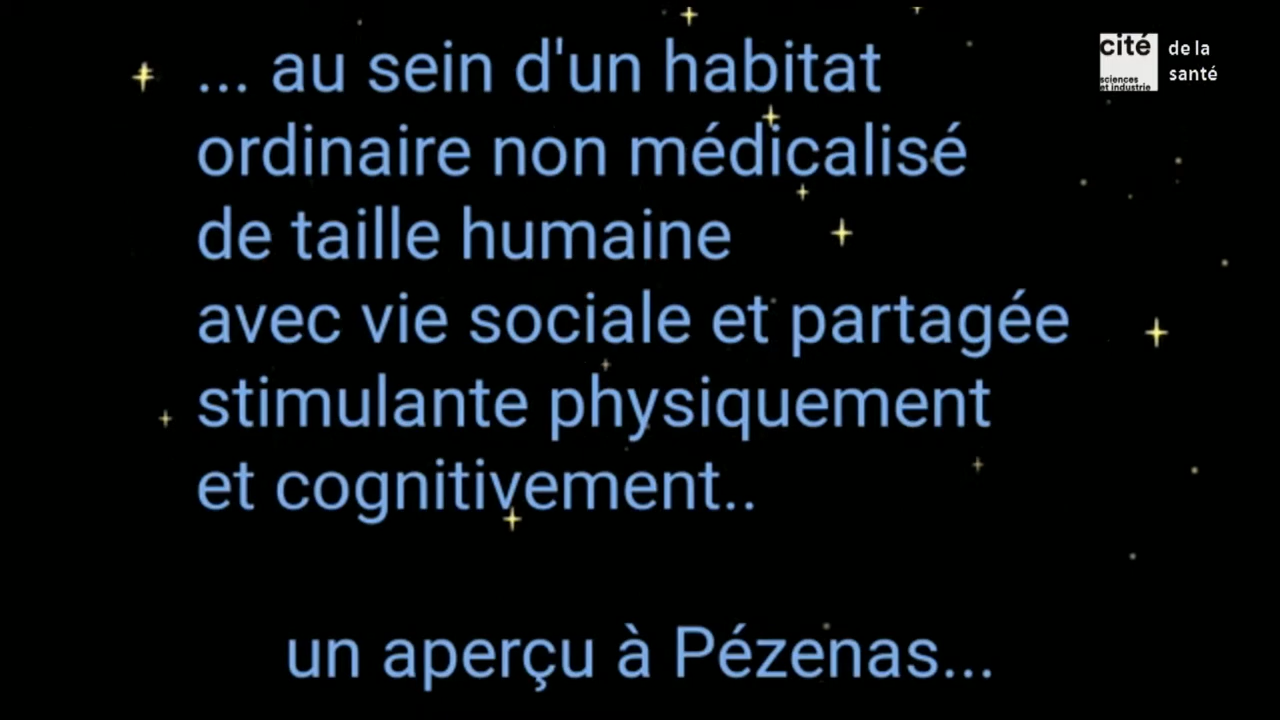 ... au sein d'un habitat
ordinaire non médicalisé
de taille humaine
avec vie sociale et partagée
stimulante physiquement
et cognitivement..
un aperçu à Pézenas...
cité
sciences
et industrie
de la
santé